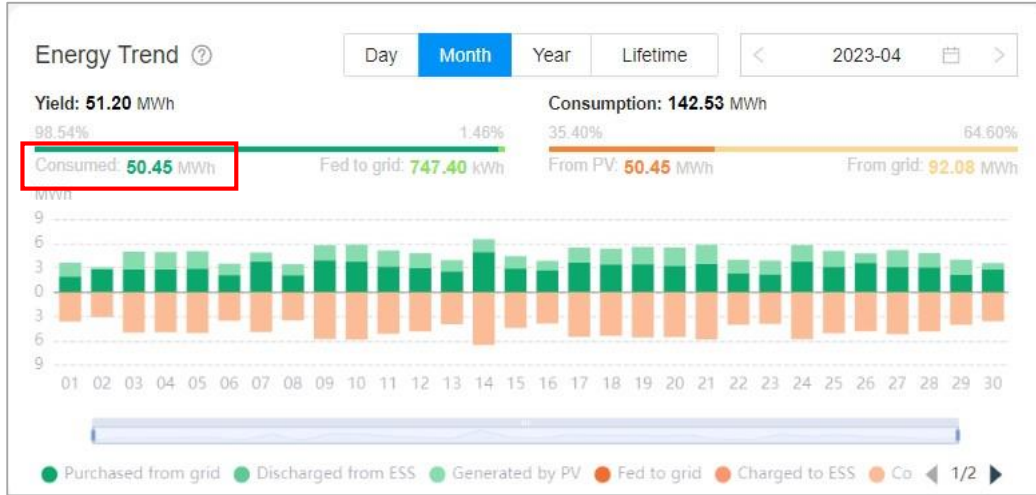 Energy Trend ?
Day Month Year Lifetime
2023-04
Yield: 51.20 MWh
Consumption: 142.53 MWh
98.54% 1.46% 35.40% 64.60%
Consumed: 50.45 MWh Fed to grid: 747.40 kWh From PV: 50.45 MWh From grid: 92.08 MWh
MWh
9
6
3
0
3
6
9
01 02 03 04 05 06 07 08 09 10 11 12 13 14 15 16 17 18 19 20 21 22 23 24 25 26 27 28 29 30
Purchased from grid Discharged from ESS Generated by PV Fed to grid Charged to ESS Co 1/2